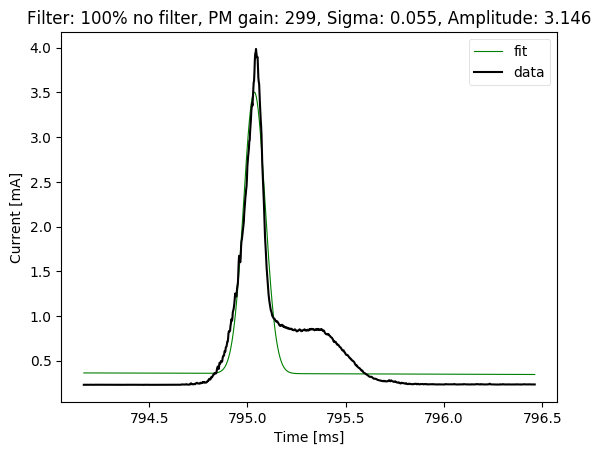 Filter: 100% no filter, PM gain: 299, Sigma: 0.055, Amplitude: 3.146
fit
data
4.0
3.5
3.0
2.5
2.0
1.5
1.0
0.5
Current [mA]
794.5 795.0 795.5 796.0 796.5
Time [ms]